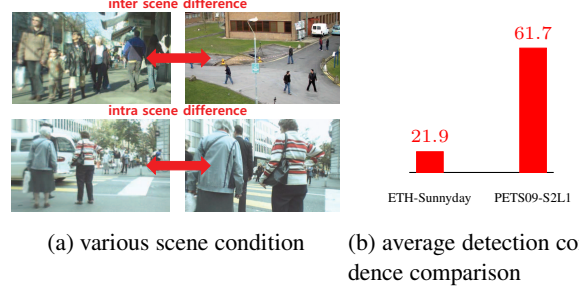 inter scene difference
intra scene difference
61.7
21.9
ETH-Sunnyday PETS09-S2L1
(a) various scene condition
(b) average detection co
dence comparison